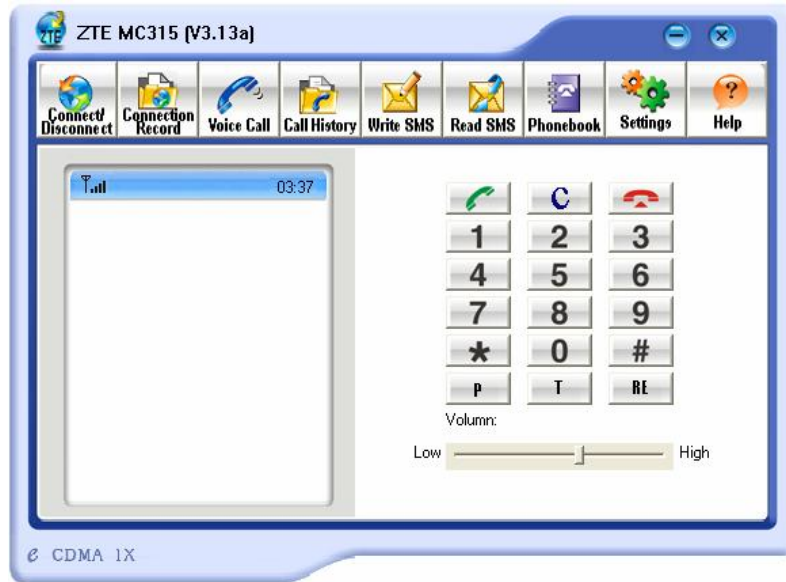 ZTE ZTE MC315 (V3.13a)
Connect/ Disconnect
Connection Record
Voice Call
Call History
Write SMS
Read SMS
Phonebook
Settings
? Help
03:37
C
1 2 3
4 5 6
7 8 9
* 0 #
P T RE
Volumn:
Low High
e CDMA 1X